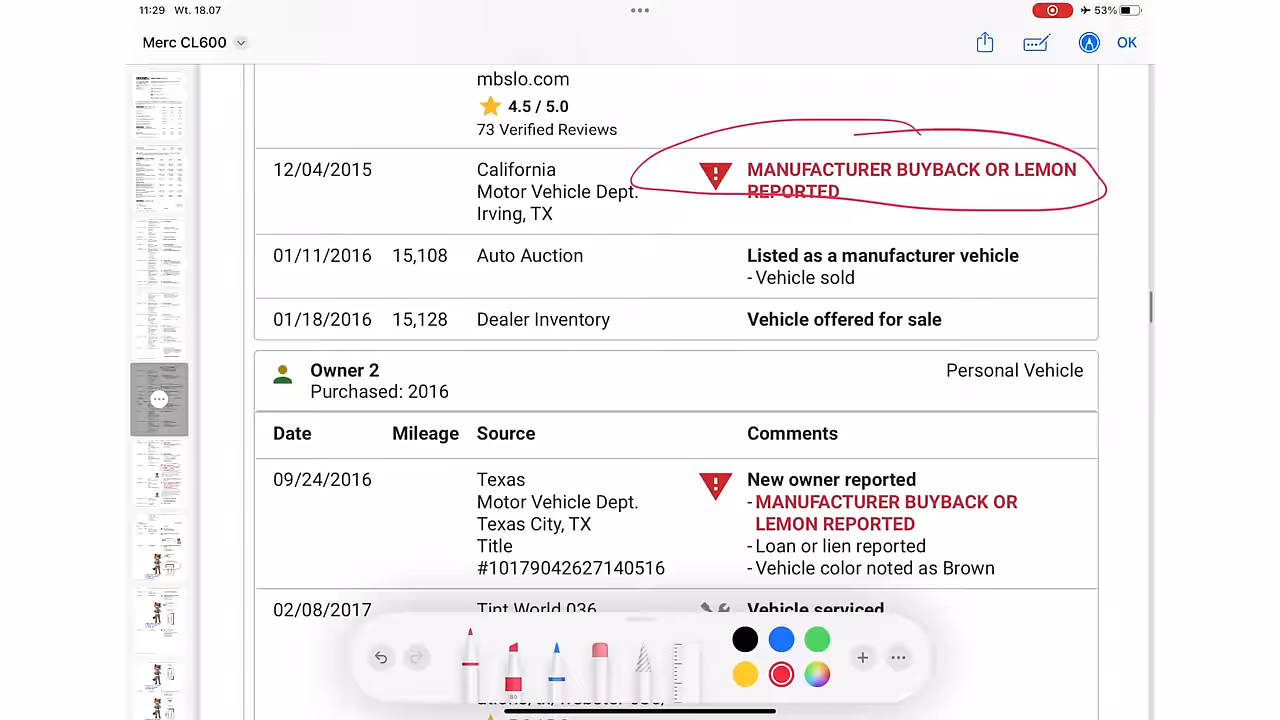 11:29 Wt. 18.07
53%
Merc CL600
OK
mbslo.com
4.5 / 5.0
73 Verified Reviews
12/04/2015 California MANUFACTURER BUYBACK OR LEMON
Motor Vehicle Dept. REPORTED
Irving, TX
01/11/2016 15,108 Auto Auction Listed as a manufacturer vehicle
- Vehicle sold
01/18/2016 15,128 Dealer Inventory Vehicle offered for sale
Owner 2 Personal Vehicle
Purchased: 2016
Date Mileage Source Comments
09/24/2016 Texas New owner reported
Motor Vehicle Dept. - MANUFACTURER BUYBACK OR
Texas City, TX LEMON REPORTED
Title - Loan or lien reported
#10179042627140516 - Vehicle color noted as Brown
02/08/2017 Tint World 036 Vehicle serviced
80